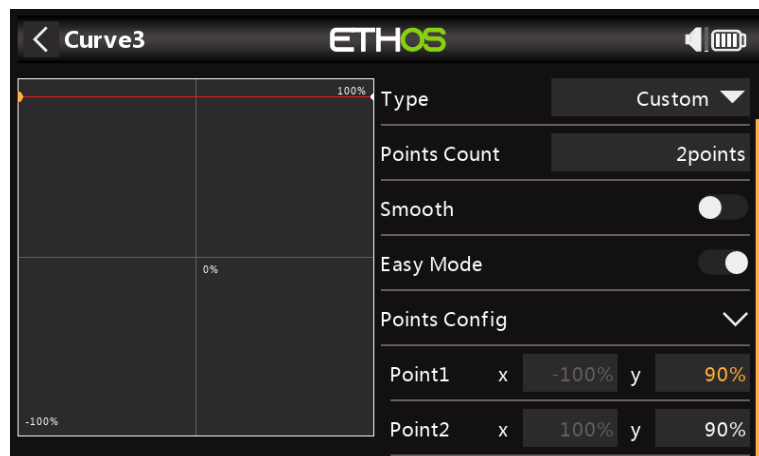 Curve3 ETHOS
100%
0%
-100%
Type Custom
Points Count 2points
Smooth
Easy Mode
Points Config
Point1 x -100% y 90%
Point2 x 100% y 90%